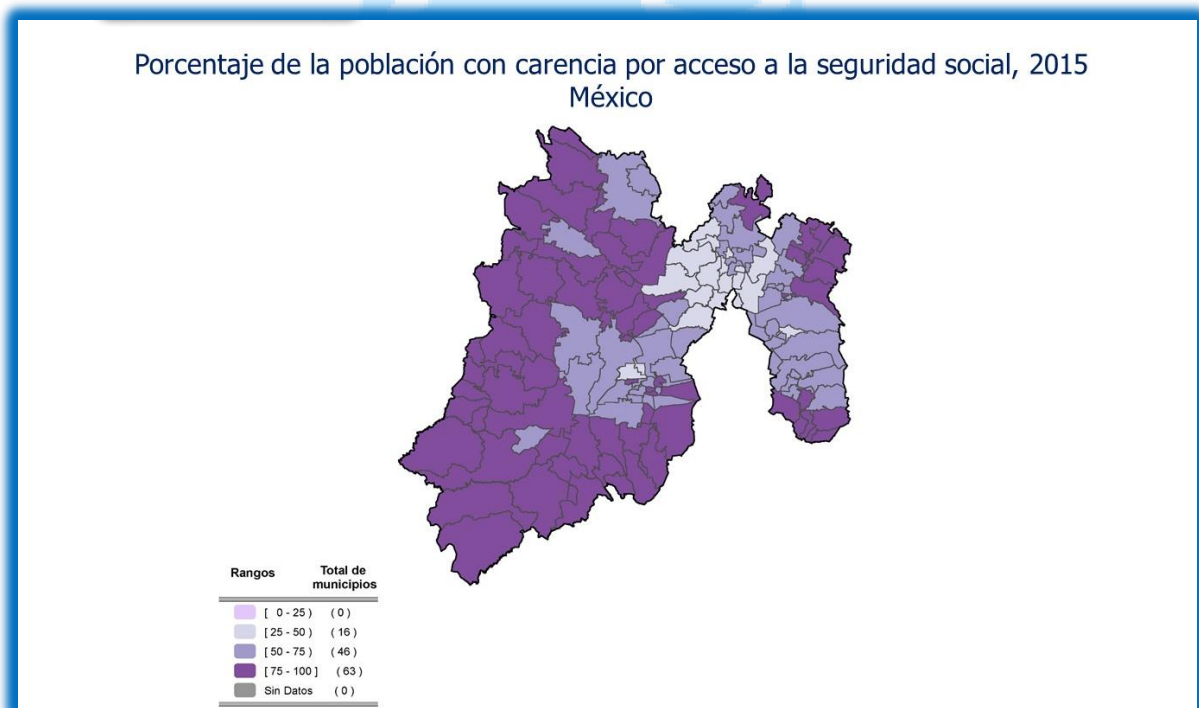 Porcentaje de la población con carencia por acceso a la seguridad social, 2015
México
Rangos Total de municipios
[ 0 - 25 ) ( 0 )
[ 25 - 50 ) ( 16 )
[ 50 - 75 ) ( 46 )
[ 75 - 100 ] ( 63 )
Sin Datos ( 0 )